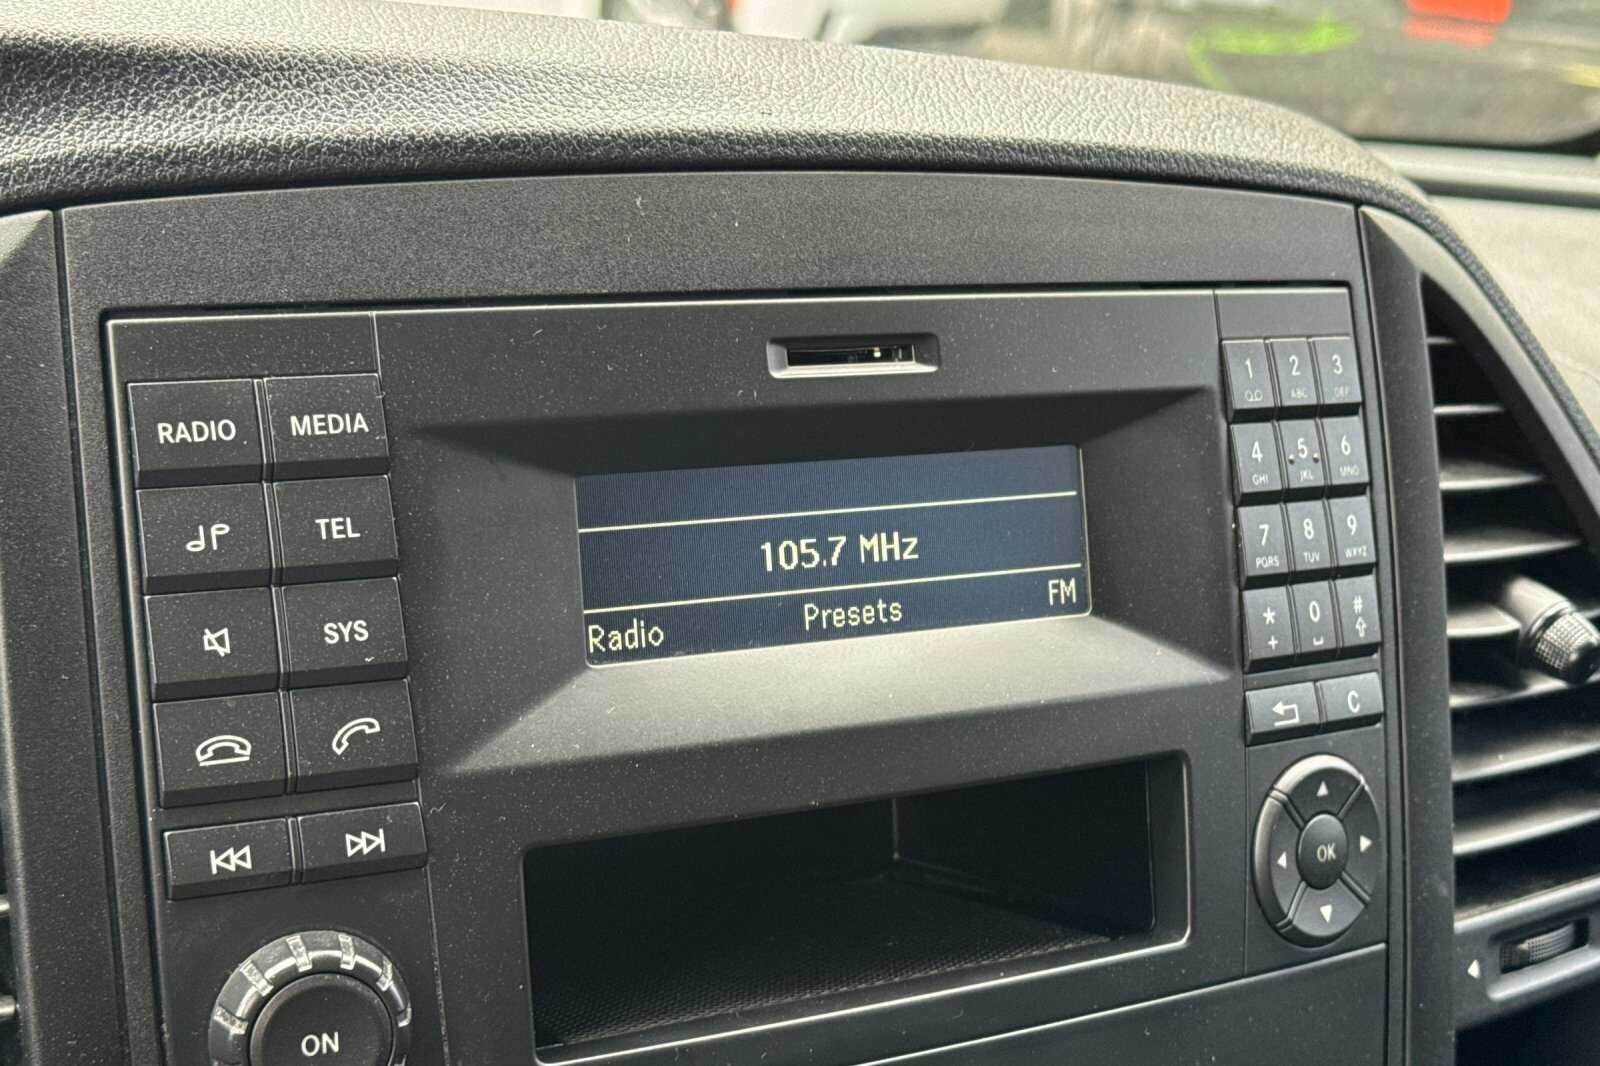 RADIO
MEDIA
TEL
SYS
ON
105.7 MHz
Radio
Presets
FM
1
2
ABC
3
DEF
4
GHI
5
JKL
6
MNO
7
PQRS
8
TUV
9
WXYZ
*
+
0
#
C
OK